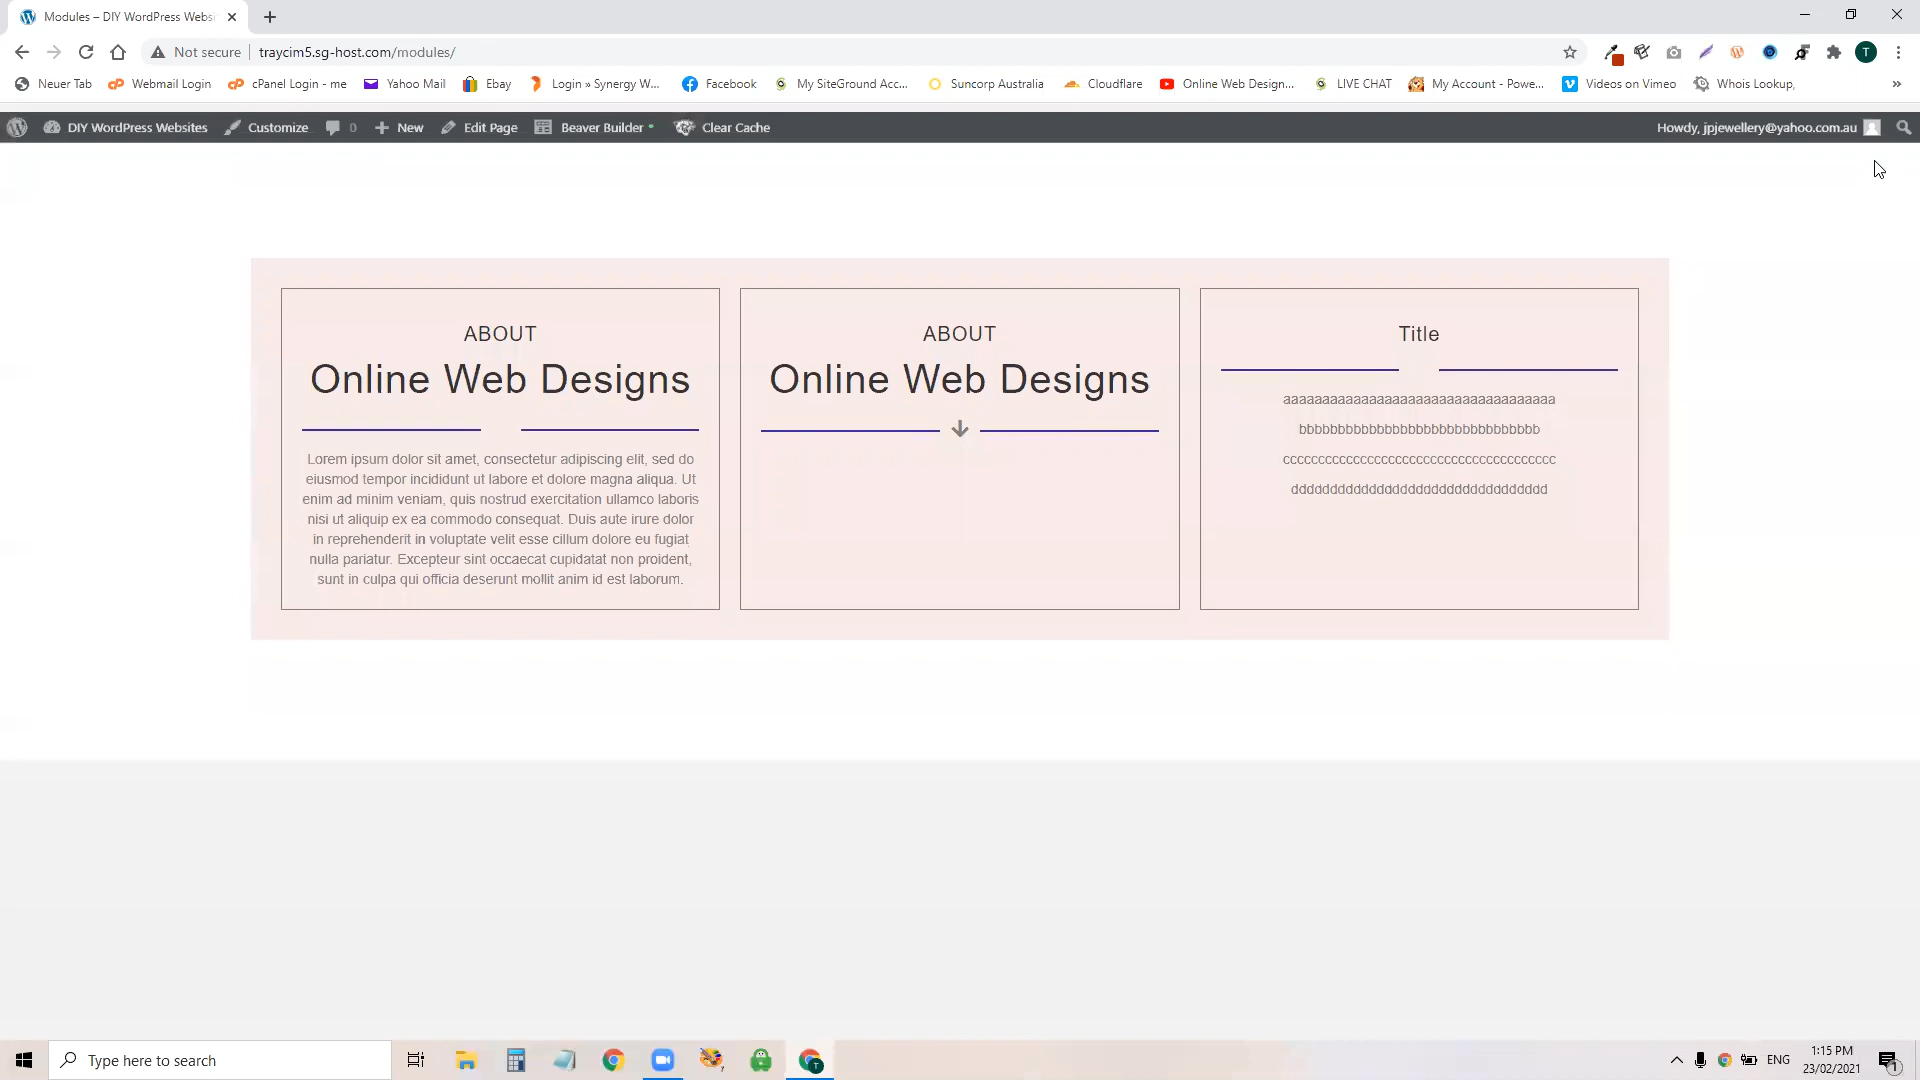 Modules – DIY WordPress Websi
Not secure
traycim5.sg-host.com/modules/
T
Neuer Tab
Webmail Login
cPanel Login - me
Yahoo Mail
Ebay
Login » Synergy W...
Facebook
My SiteGround Acc...
Suncorp Australia
Cloudflare
Online Web Design...
LIVE CHAT
My Account - Powe...
Videos on Vimeo
Whois Lookup,
»
DIY WordPress Websites
Customize
0
New
Edit Page
Beaver Builder
Clear Cache
Howdy, jpjewellery@yahoo.com.au
ABOUT
Online Web Designs
Lorem ipsum dolor sit amet, consectetur adipiscing elit, sed do
eiusmod tempor incididunt ut labore et dolore magna aliqua. Ut
enim ad minim veniam, quis nostrud exercitation ullamco laboris
nisi ut aliquip ex ea commodo consequat. Duis aute irure dolor
in reprehenderit in voluptate velit esse cillum dolore eu fugiat
nulla pariatur. Excepteur sint occaecat cupidatat non proident,
sunt in culpa qui officia deserunt mollit anim id est laborum.
ABOUT
Online Web Designs
Title
aaaaaaaaaaaaaaaaaaaaaaaaaaaaaaaaaaa
bbbbbbbbbbbbbbbbbbbbbbbbbbbbbbb
ccccccccccccccccccccccccccccccccccccccc
ddddddddddddddddddddddddddddddddd
Type here to search
ENG
1:15 PM
23/02/2021
1